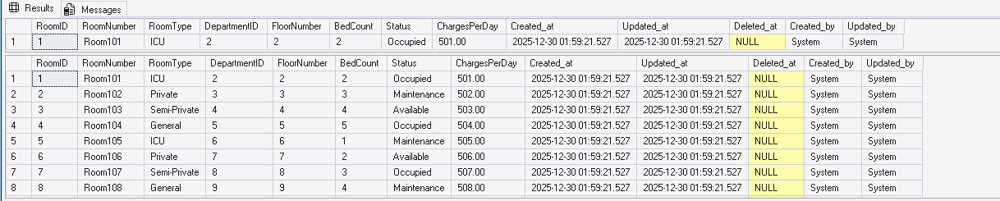 Results Messages
RoomID RoomNumber RoomType DepartmentID FloorNumber BedCount Status ChargesPerDay Created_at Updated_at Deleted_at Created_by Updated_by
1 1 Room101 ICU 2 2 2 Occupied 501.00 2025-12-30 01:59:21.527 2025-12-30 01:59:21.527 NULL System System
RoomID RoomNumber RoomType DepartmentID FloorNumber BedCount Status ChargesPerDay Created_at Updated_at Deleted_at Created_by Updated_by
1 1 Room101 ICU 2 2 2 Occupied 501.00 2025-12-30 01:59:21.527 2025-12-30 01:59:21.527 NULL System System
2 2 Room102 Private 3 3 3 Maintenance 502.00 2025-12-30 01:59:21.527 2025-12-30 01:59:21.527 NULL System System
3 3 Room103 Semi-Private 4 4 4 Available 503.00 2025-12-30 01:59:21.527 2025-12-30 01:59:21.527 NULL System System
4 4 Room104 General 5 5 5 Occupied 504.00 2025-12-30 01:59:21.527 2025-12-30 01:59:21.527 NULL System System
5 5 Room105 ICU 6 6 1 Maintenance 505.00 2025-12-30 01:59:21.527 2025-12-30 01:59:21.527 NULL System System
6 6 Room106 Private 7 7 2 Available 506.00 2025-12-30 01:59:21.527 2025-12-30 01:59:21.527 NULL System System
7 7 Room107 Semi-Private 8 8 3 Occupied 507.00 2025-12-30 01:59:21.527 2025-12-30 01:59:21.527 NULL System System
8 8 Room108 General 9 9 4 Maintenance 508.00 2025-12-30 01:59:21.527 2025-12-30 01:59:21.527 NULL System System